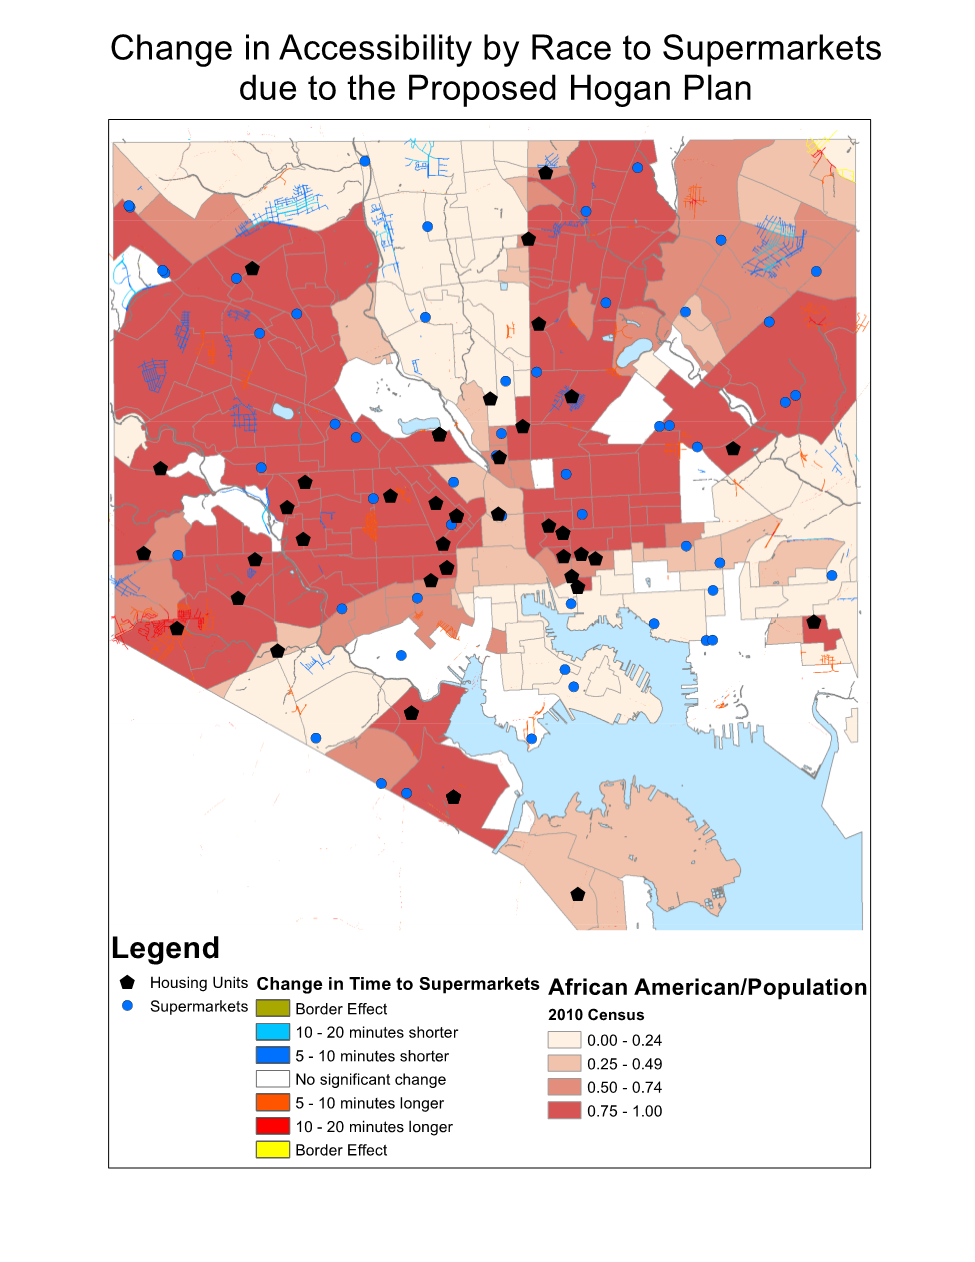 Change in Accessibility by Race to Supermarkets
due to the Proposed Hogan Plan
Legend
Housing Units
Supermarkets
Change in Time to Supermarkets
Border Effect
10 - 20 minutes shorter
5 - 10 minutes shorter
No significant change
5 - 10 minutes longer
10 - 20 minutes longer
Border Effect
African American/Population
2010 Census
0.00 - 0.24
0.25 - 0.49
0.50 - 0.74
0.75 - 1.00